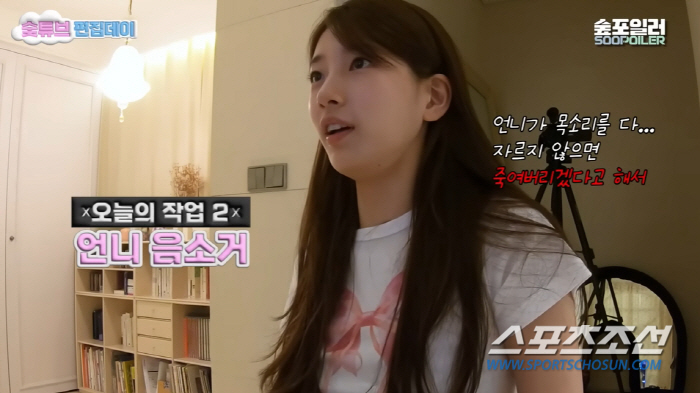 숲튜브 편집데이
숲포일러
SOOPOILER
언니가 목소리를 다...
자르지 않으면
죽여버리겠다고 해서
x오늘의 작업 2x
언니 음소거
스포츠조선
WWW.SPORTSCHOSUN.COM